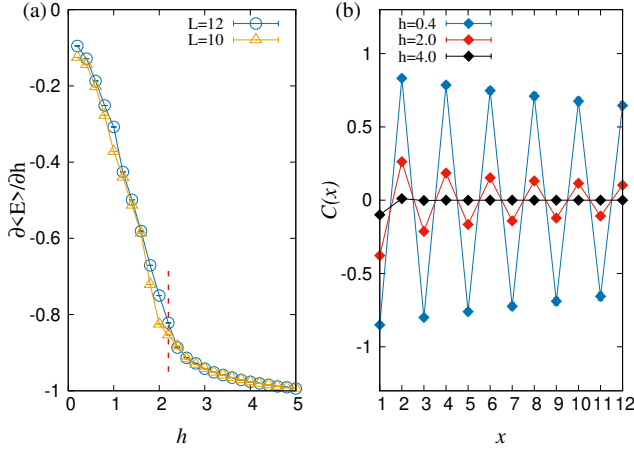 (a)
L=12
L=10
0
-0.2
-0.4
-0.6
-0.8
-1
∂<E>/∂h
0 1 2 3 4 5
h
(b)
h=0.4
h=2.0
h=4.0
1
0.5
0
-0.5
-1
C(x)
1 2 3 4 5 6 7 8 9 10 11 12
x